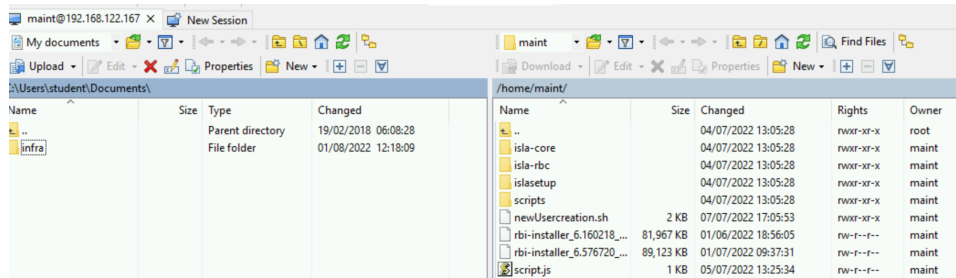 maint@192.168.122.167 × New Session
My documents
maint Find Files
Upload Edit Properties New
Download Edit Properties New
C:\Users\student\Documents\
/home/maint/
Name Size Type Changed
.. Parent directory 19/02/2018 06:08:28
infra File folder 01/08/2022 12:18:09
Name Size Changed Rights Owner
.. 04/07/2022 13:05:28 rwxr-xr-x root
isla-core 04/07/2022 13:05:28 rwxr-xr-x maint
isla-rbc 04/07/2022 13:05:28 rwxr-xr-x maint
islasetup 04/07/2022 13:05:28 rwxr-xr-x maint
scripts 04/07/2022 13:05:28 rwxr-xr-x maint
newUsercreation.sh 2 KB 07/07/2022 17:05:53 rwxr-xr-x maint
rbi-installer_6.160218_... 81,967 KB 01/06/2022 18:56:05 rw-r--r-- maint
rbi-installer_6.576720_... 89,123 KB 01/07/2022 09:37:31 rw-r--r-- maint
script.js 1 KB 05/07/2022 13:25:34 rw-r--r-- maint